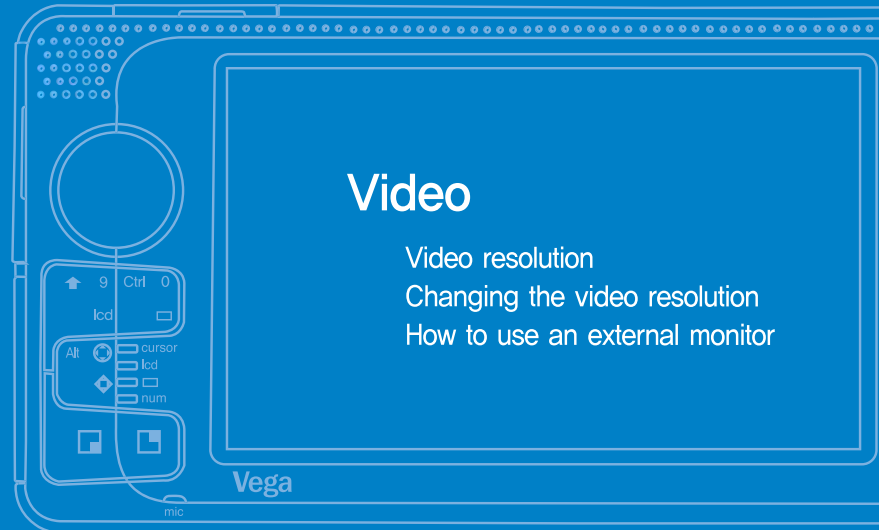 Video
Video resolution
Changing the video resolution
How to use an external monitor
9 Ctrl 0
lcd
Alt
cursor
lcd
num
Vega
mic